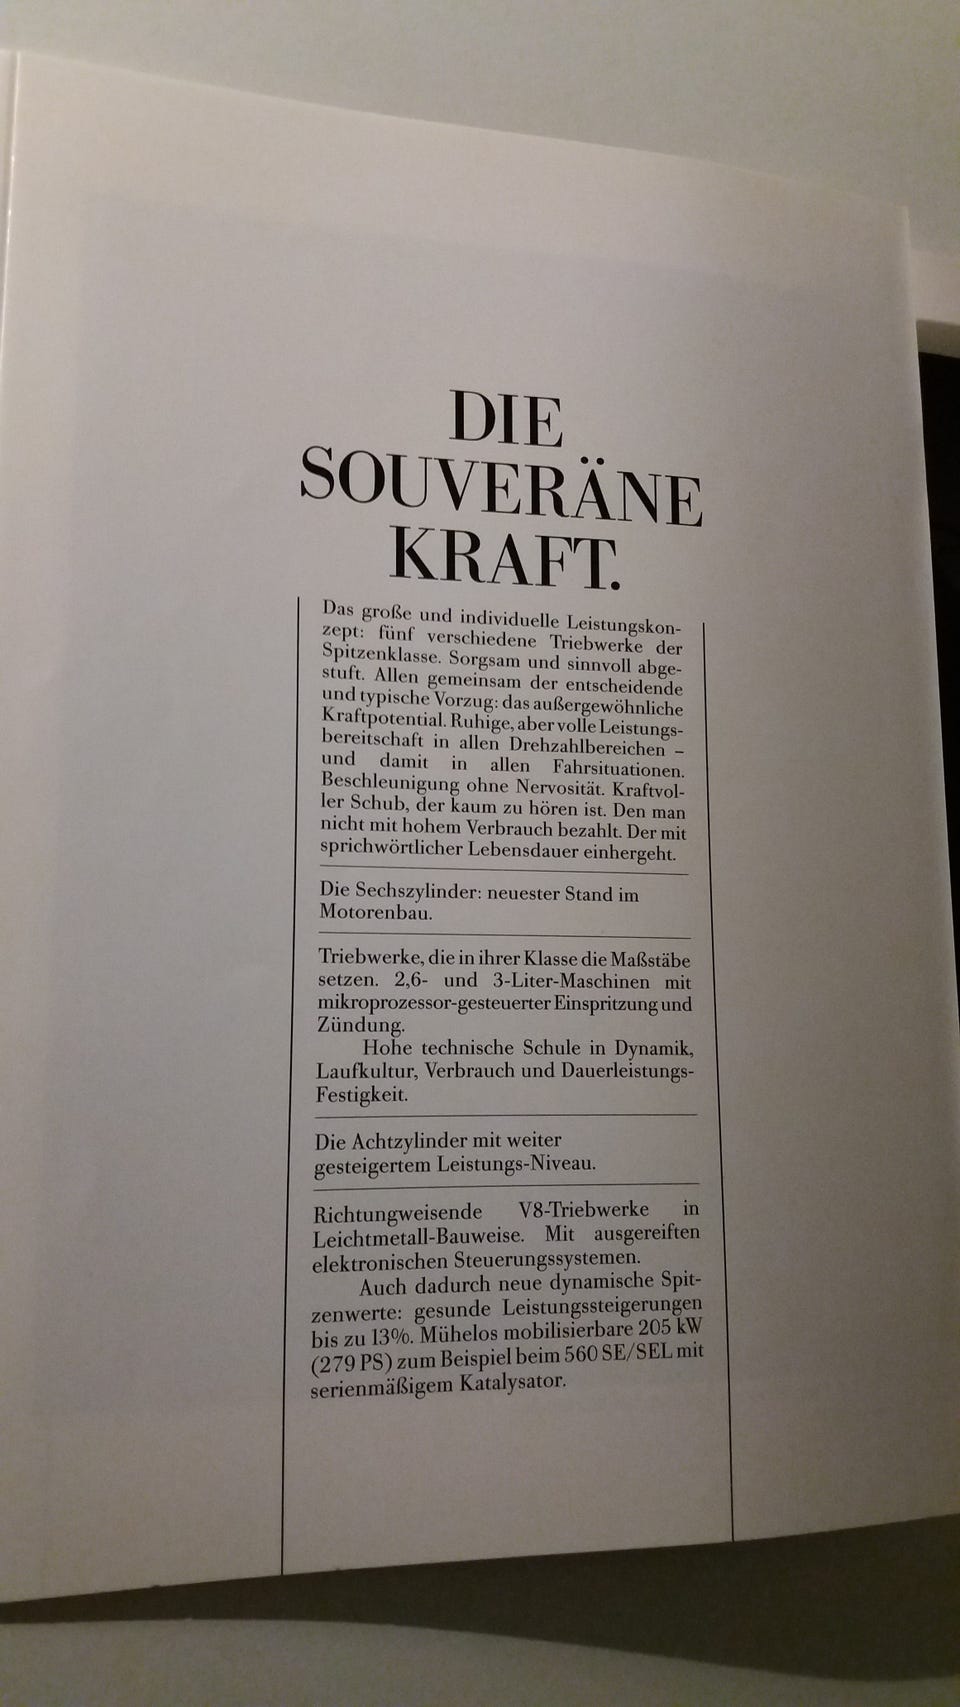 DIE
SOUVERÄNE
KRAFT.
Das große und individuelle Leistungskon-
zept: fünf verschiedene Triebwerke der
Spitzenklasse. Sorgsam und sinnvoll abge-
stuft. Allen gemeinsam der entscheidende
und typische Vorzug: das außergewöhnliche
Kraftpotential. Ruhige, aber volle Leistungs-
bereitschaft in allen Drehzahlbereichen –
und damit in allen Fahrsituationen.
Beschleunigung ohne Nervosität. Kraftvol-
ler Schub, der kaum zu hören ist. Den man
nicht mit hohem Verbrauch bezahlt. Der mit
sprichwörtlicher Lebensdauer einhergeht.
Die Sechszylinder: neuester Stand im
Motorenbau.
Triebwerke, die in ihrer Klasse die Maßstäbe
setzen. 2,6- und 3-Liter-Maschinen mit
mikroprozessor-gesteuerter Einspritzung und
Zündung.
Hohe technische Schule in Dynamik,
Laufkultur, Verbrauch und Dauerleistungs-
Festigkeit.
Die Achtzylinder mit weiter
gesteigertem Leistungs-Niveau.
Richtungweisende V8-Triebwerke in
Leichtmetall-Bauweise. Mit ausgereiften
elektronischen Steuerungssystemen.
Auch dadurch neue dynamische Spit-
zenwerte: gesunde Leistungssteigerungen
bis zu 13%. Mühelos mobilisierbare 205 kW
(279 PS) zum Beispiel beim 560 SE/SEL mit
serienmäßigem Katalysator.